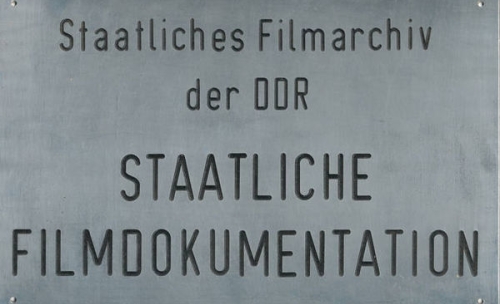 Staatliches Filmarchiv
der DDR
STAATLICHE
FILMDOKUMENTATION